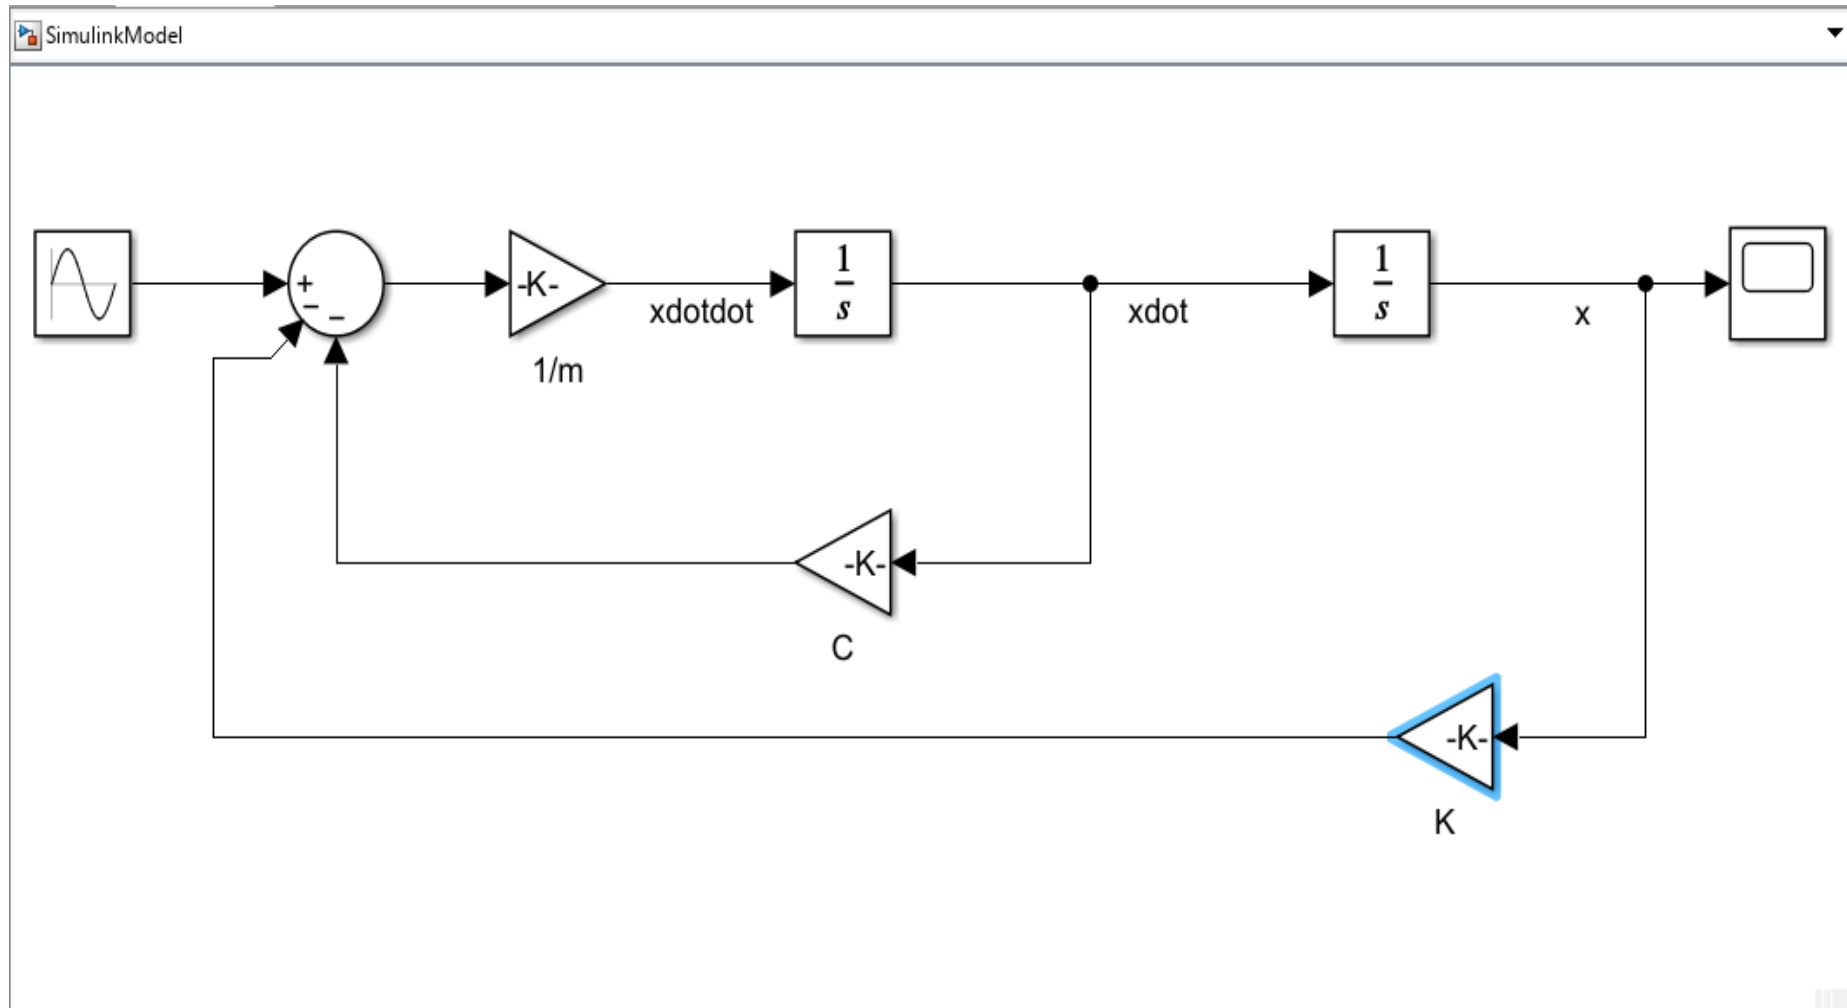 SimulinkModel
+
−
−
-K-
1/m
xdotdot
1
s
xdot
1
s
x
-K-
C
-K-
K